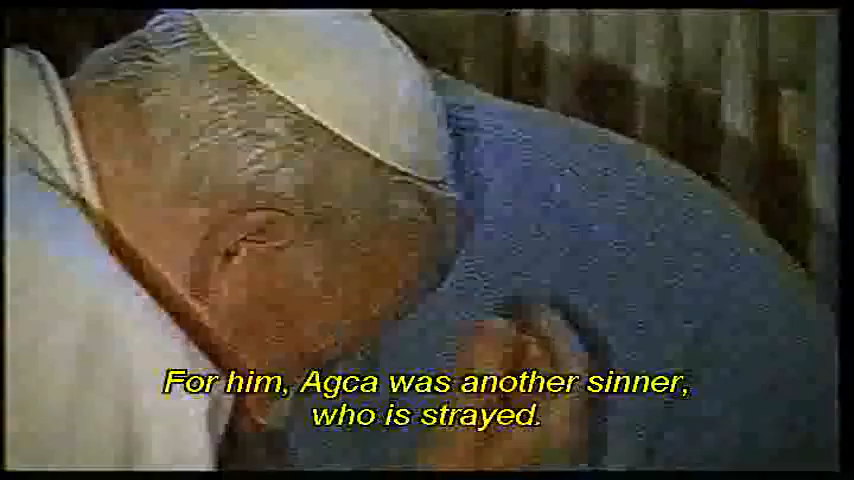 For him, Agca was another sinner,
who is strayed.